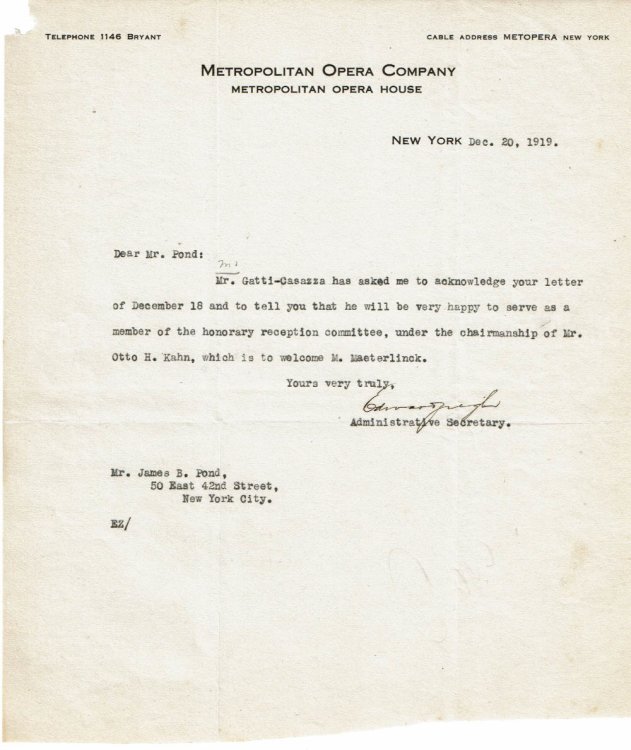 TELEPHONE 1146 BRYANT
CABLE ADDRESS METOPERA NEW YORK
METROPOLITAN OPERA COMPANY
METROPOLITAN OPERA HOUSE
NEW YORK Dec. 20, 1919.
Dear Mr. Pond:
Mr. Gatti-Casazza has asked me to acknowledge your letter
of December 18 and to tell you that he will be very happy to serve as a
member of the honorary reception committee, under the chairmanship of Mr.
Otto H. Kahn, which is to welcome M. Maeterlinck.
Yours very truly,
Administrative Secretary.
Mr. James B. Pond,
50 East 42nd Street,
New York City.
EZ/